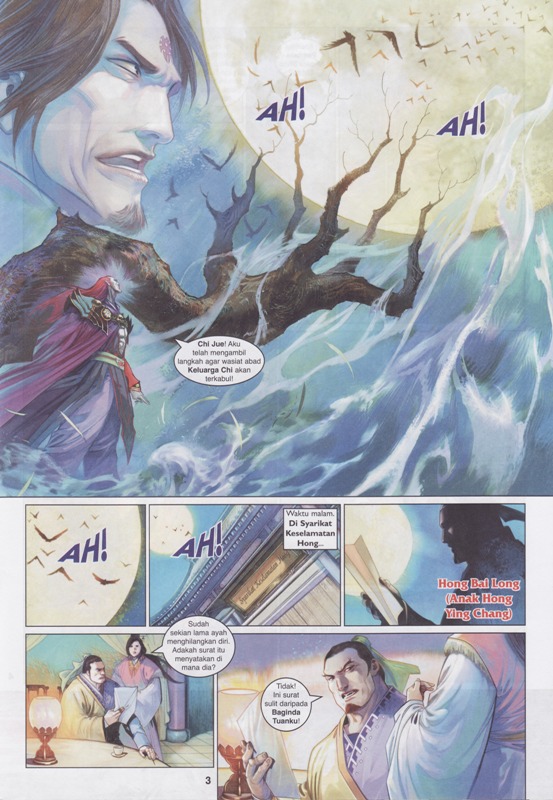 AH!
AH!
Chi Jue! Aku
telah mengambil
langkah agar wasiat abad
Keluarga Chi akan
terkabul!
AH!
AH!
Waktu malam.
Di Syarikat
Keselamatan
Hong...
Hong Bai Long
(Anak Hong
Ying Chang)
Sudah
sekian lama ayah
menghilangkan diri.
Adakah surat itu
menyatakan di
mana dia?
Tidak!
Ini surat
sulit daripada
Baginda
Tuanku!
3